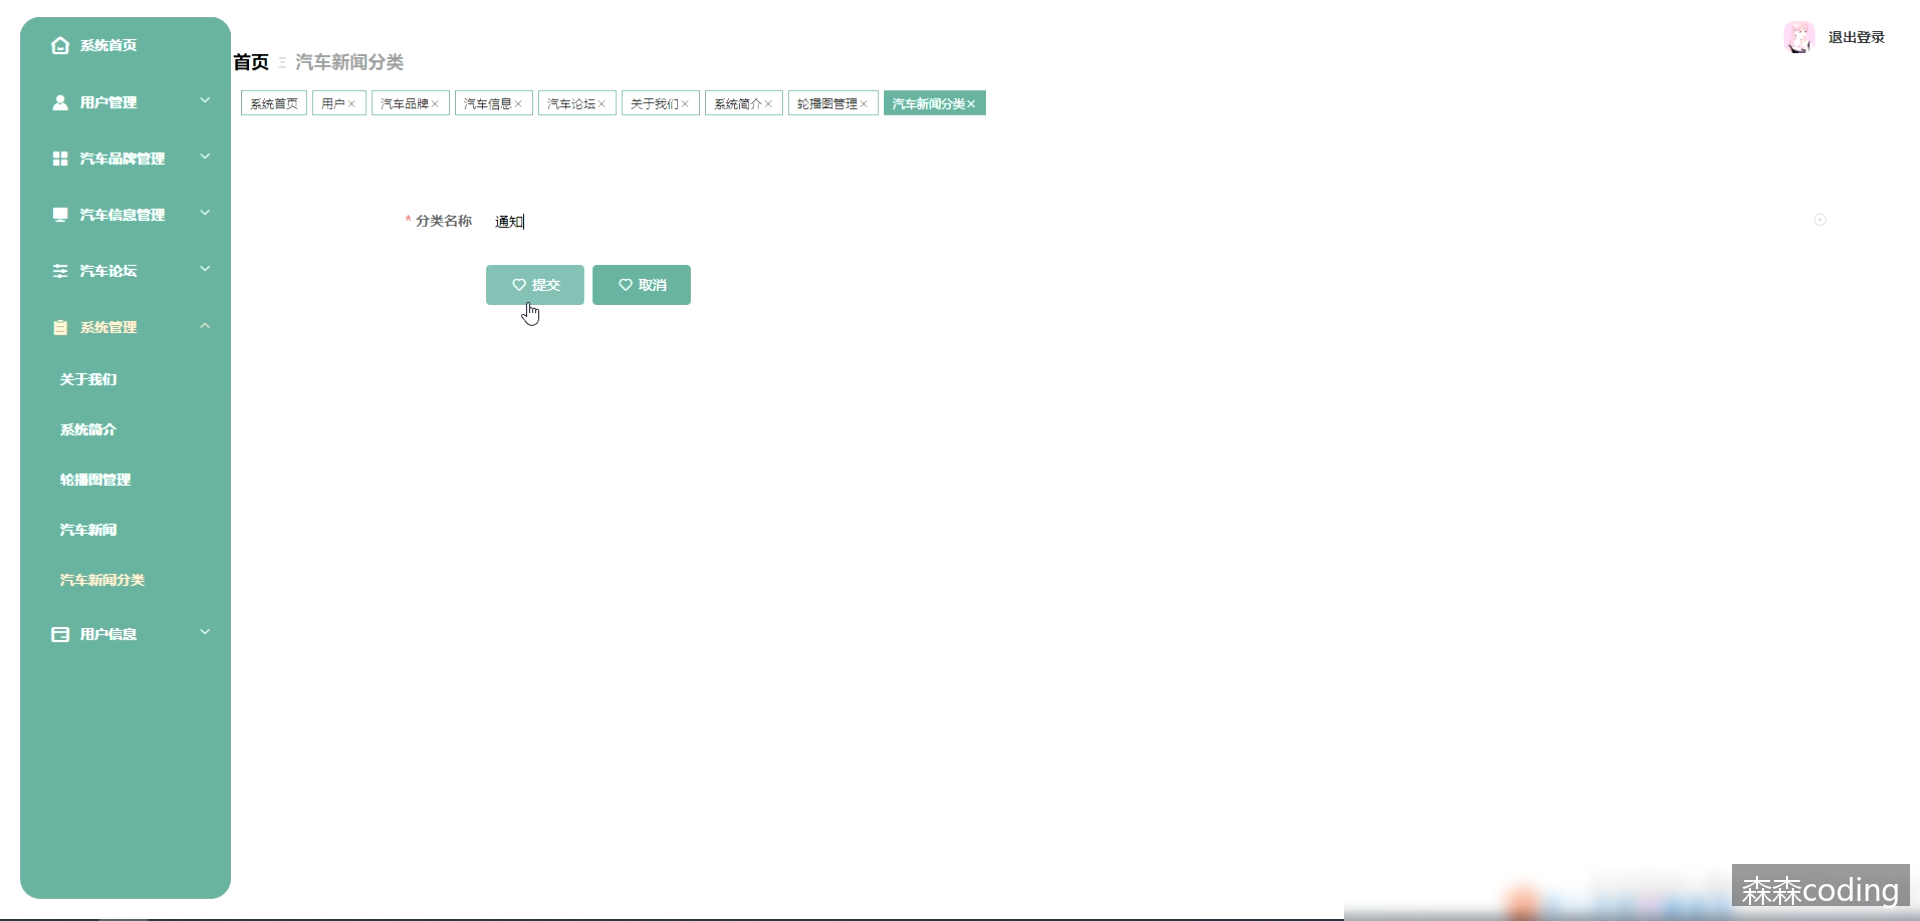 系统首页
用户管理
汽车品牌管理
汽车信息管理
汽车论坛
系统管理
关于我们
系统简介
轮播图管理
汽车新闻
汽车新闻分类
用户信息
退出登录
首页 汽车新闻分类
系统首页 用户× 汽车品牌× 汽车信息× 汽车论坛× 关于我们× 系统简介× 轮播图管理× 汽车新闻分类×
* 分类名称 通知
提交 取消
森森coding